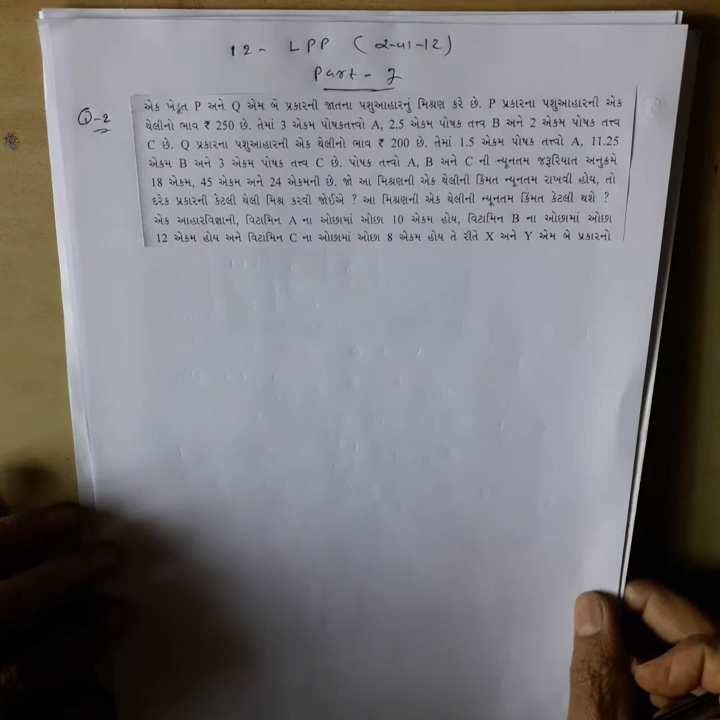 12 - LPP (સ્વા-12)
Part - 7
Q-2
એક ખેડૂત P અને Q એમ બે પ્રકારની જાતના પશુઆહારનું મિશ્રણ કરે છે. P પ્રકારના પશુઆહારની એક
થેલીનો ભાવ ₹ 250 છે. તેમાં 3 એકમ પોષકતત્ત્વો A, 2.5 એકમ પોષક તત્ત્વ B અને 2 એકમ પોષક તત્ત્વ
C છે. Q પ્રકારના પશુઆહારની એક થેલીનો ભાવ ₹ 200 છે. તેમાં 1.5 એકમ પોષક તત્ત્વો A, 11.25
એકમ B અને 3 એકમ પોષક તત્ત્વ C છે. પોષક તત્ત્વો A, B અને C ની ન્યૂનતમ જરૂરિયાત અનુક્રમે
18 એકમ, 45 એકમ અને 24 એકમની છે. જો આ મિશ્રણની એક થેલીની કિંમત ન્યૂનતમ રાખવી હોય, તો
દરેક પ્રકારની કેટલી થેલી મિશ્ર કરવી જોઈએ ? આ મિશ્રણની એક થેલીની ન્યૂનતમ કિંમત કેટલી થશે ?
એક આહારવિજ્ઞાની, વિટામિન A ના ઓછામાં ઓછા 10 એકમ હોય, વિટામિન B ના ઓછામાં ઓછા
12 એકમ હોય અને વિટામિન C ના ઓછામાં ઓછા 8 એકમ હોય તે રીતે X અને Y એમ બે પ્રકારનો